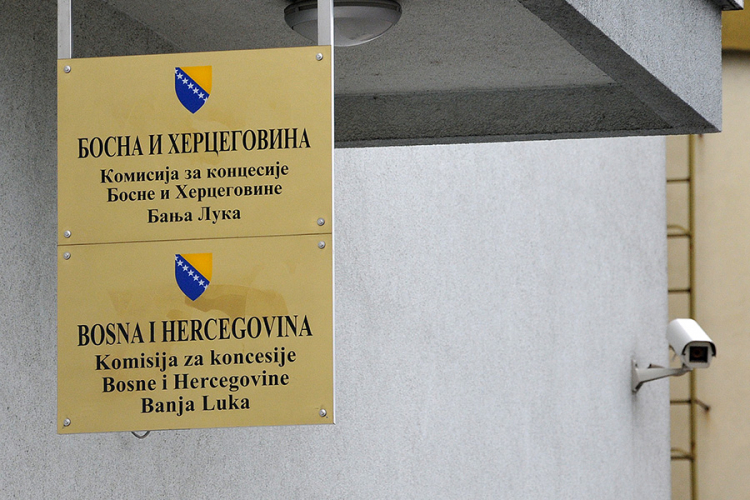 БОСНА И ХЕРЦЕГОВИНА
Комисија за концесије
Босне и Херцеговине
Бања Лука
BOSNA I HERCEGOVINA
Komisija za koncesije
Bosne i Hercegovine
Banja Luka